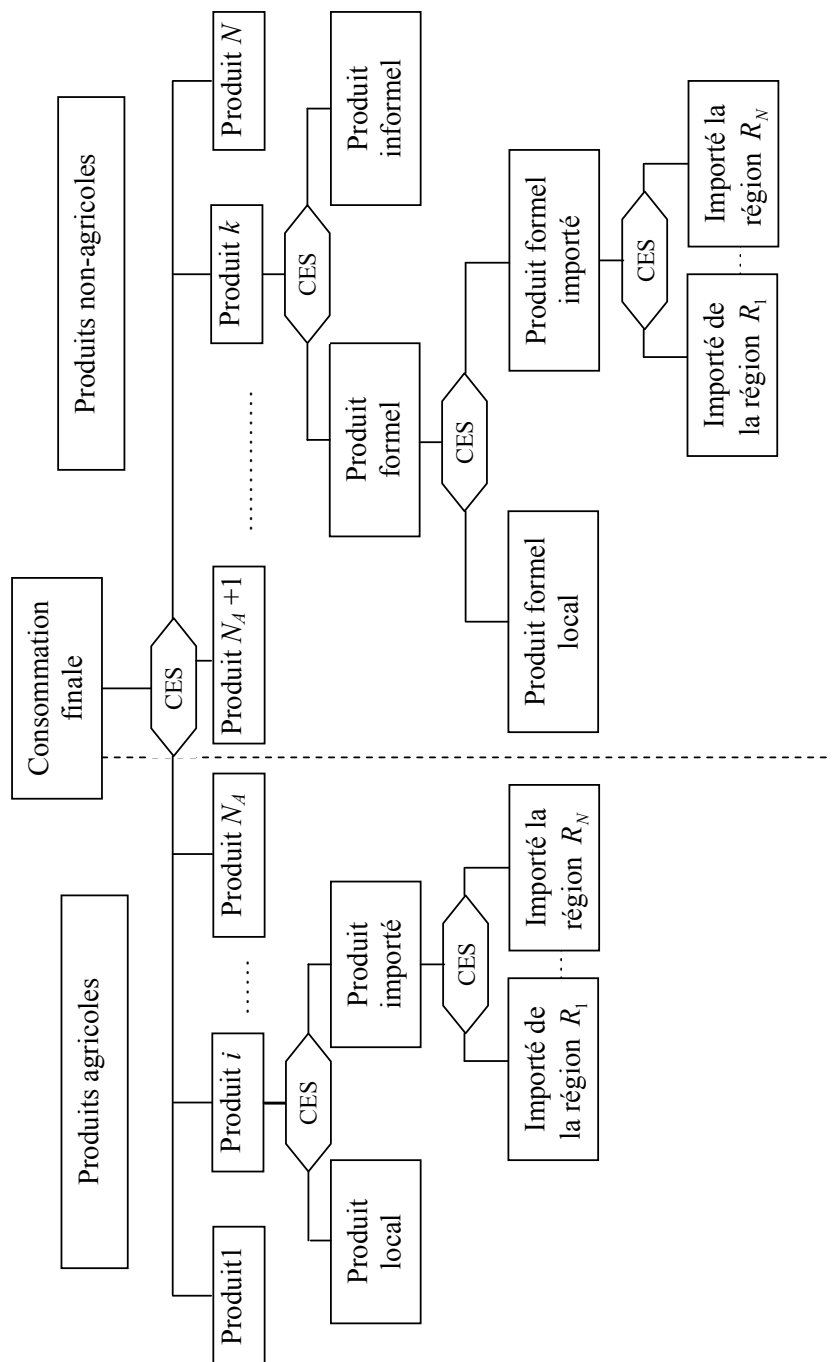 Consommation
finale
Produits agricoles
Produits non-agricoles
CES
Produit1
Produit i
......
Produit N_A
Produit N_A +1
..............
Produit k
Produit N
CES
CES
Produit
local
Produit
importé
Produit
formel
Produit
informel
CES
CES
Importé de
la région R_1
Importé la
région R_N
Produit formel
local
Produit formel
importé
CES
Importé de
la région R_1
Importé la
région R_N